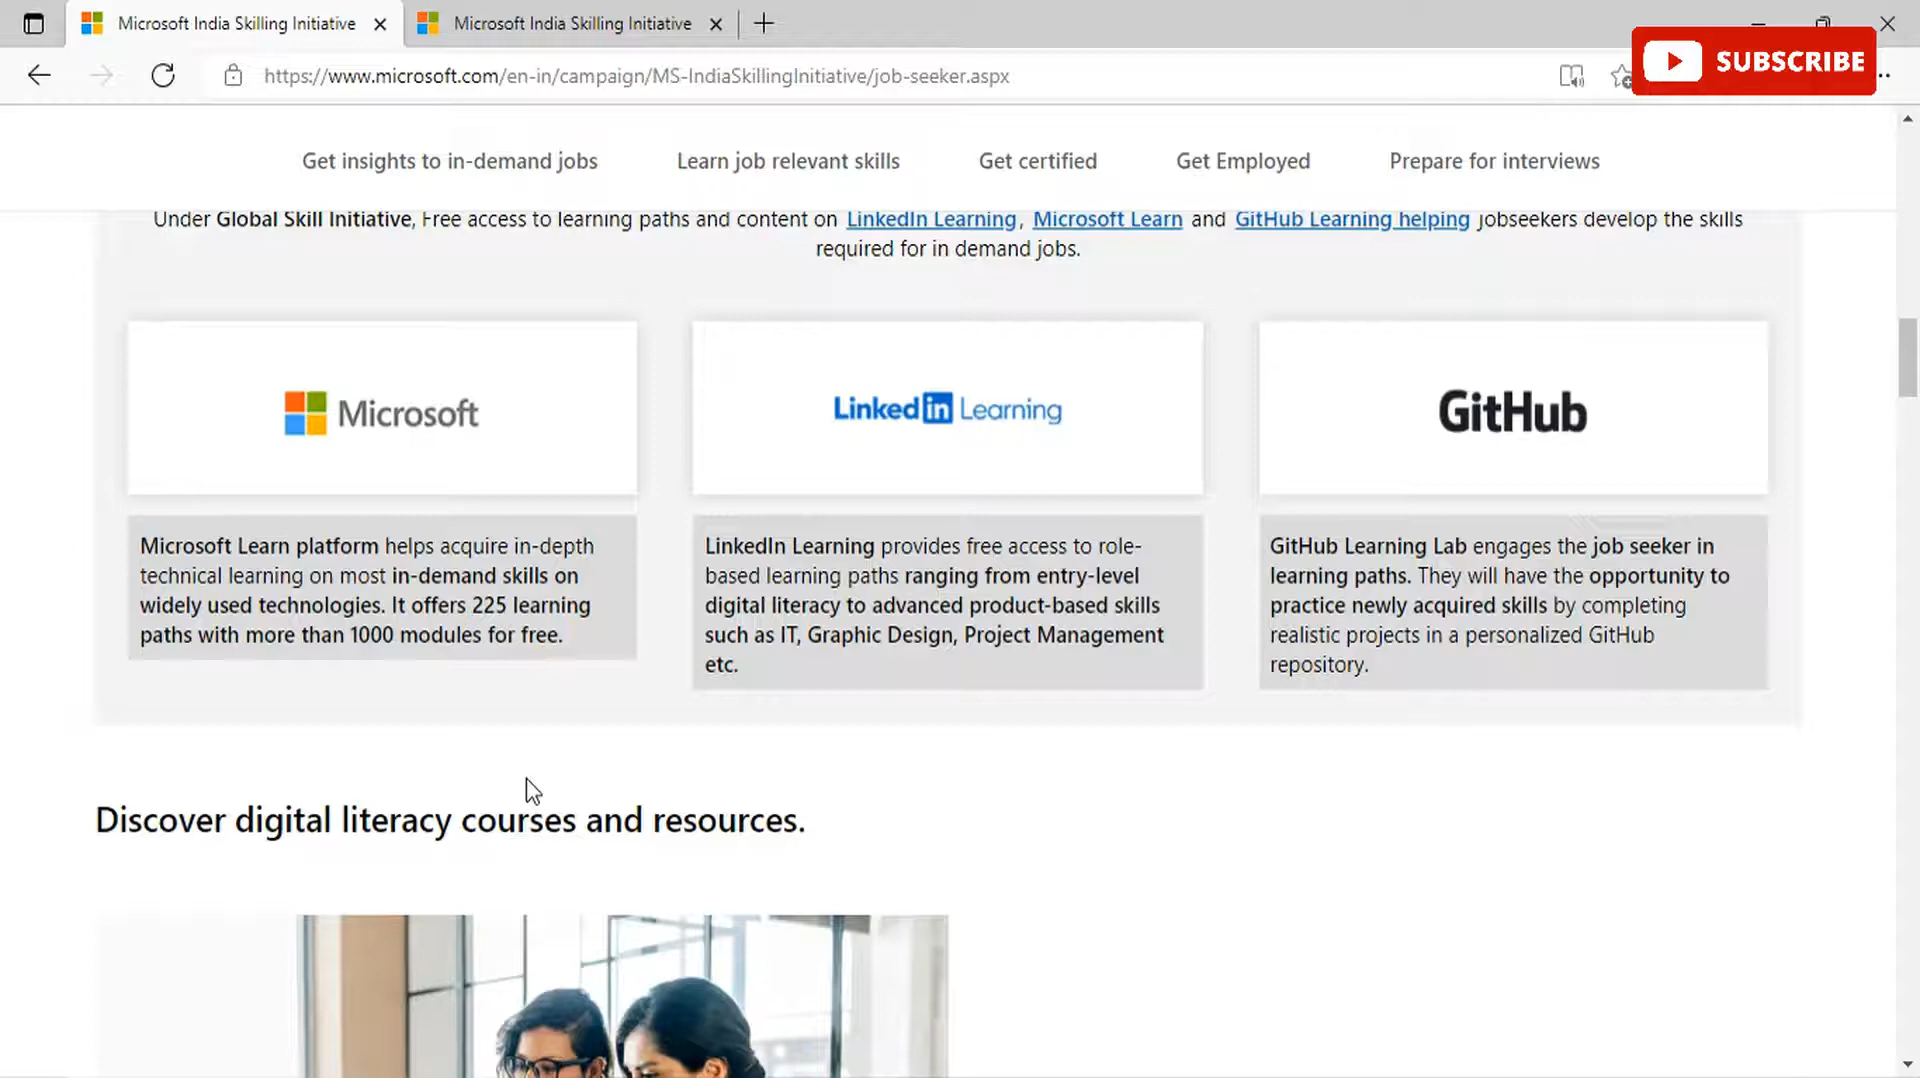 Microsoft India Skilling Initiative
Microsoft India Skilling Initiative
https://www.microsoft.com/en-in/campaign/MS-IndiaSkillingInitiative/job-seeker.aspx
SUBSCRIBE
Get insights to in-demand jobs
Learn job relevant skills
Get certified
Get Employed
Prepare for interviews
Under Global Skill Initiative, Free access to learning paths and content on LinkedIn Learning, Microsoft Learn and GitHub Learning helping jobseekers develop the skills
required for in demand jobs.
Microsoft
Linked in Learning
GitHub
Microsoft Learn platform helps acquire in-depth
technical learning on most in-demand skills on
widely used technologies. It offers 225 learning
paths with more than 1000 modules for free.
LinkedIn Learning provides free access to role-
based learning paths ranging from entry-level
digital literacy to advanced product-based skills
such as IT, Graphic Design, Project Management
etc.
GitHub Learning Lab engages the job seeker in
learning paths. They will have the opportunity to
practice newly acquired skills by completing
realistic projects in a personalized GitHub
repository.
Discover digital literacy courses and resources.